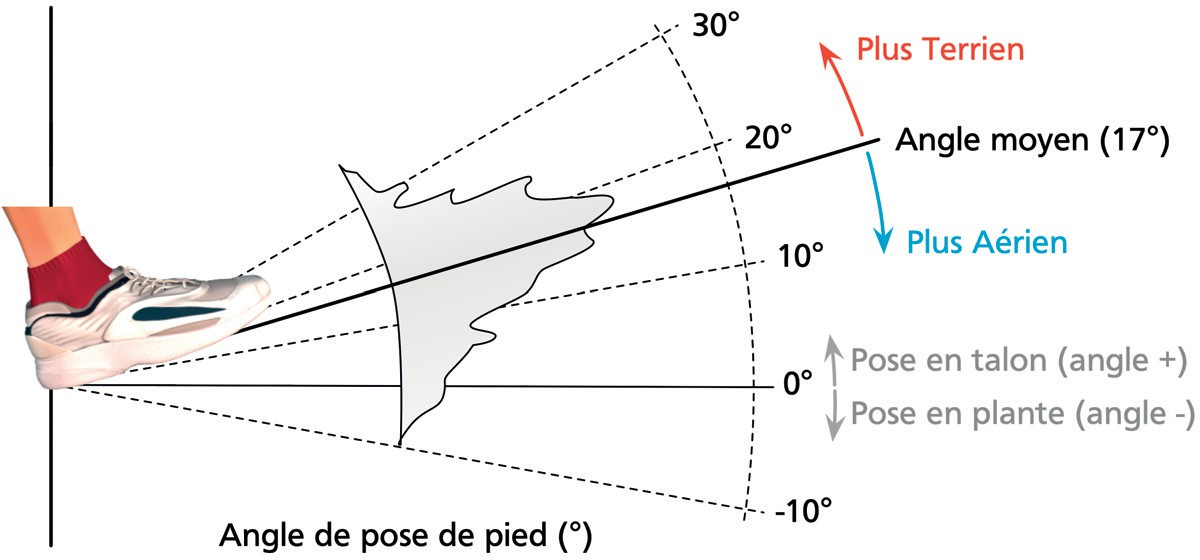 30°
Plus Terrien
20°
Angle moyen (17°)
Plus Aérien
10°
Pose en talon (angle +)
0°
Pose en plante (angle -)
-10°
Angle de pose de pied (°)